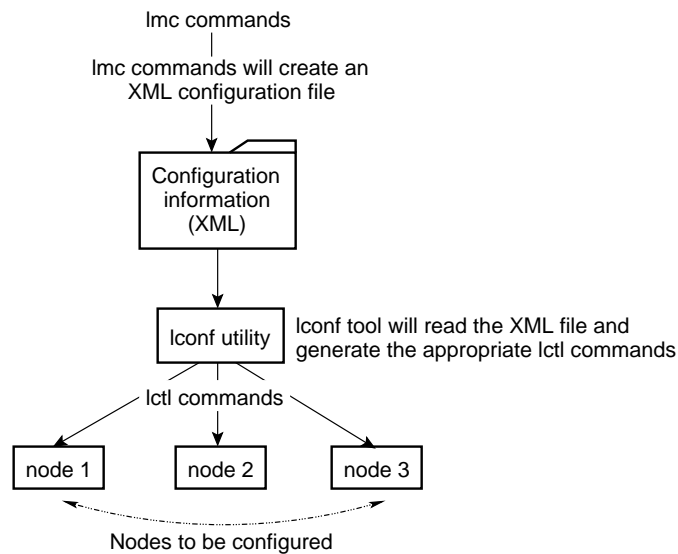 lmc commands
lmc commands will create an
XML configuration file
Configuration
information
(XML)
lconf utility
lconf tool will read the XML file and
generate the appropriate lctl commands
lctl commands
node 1
node 2
node 3
Nodes to be configured